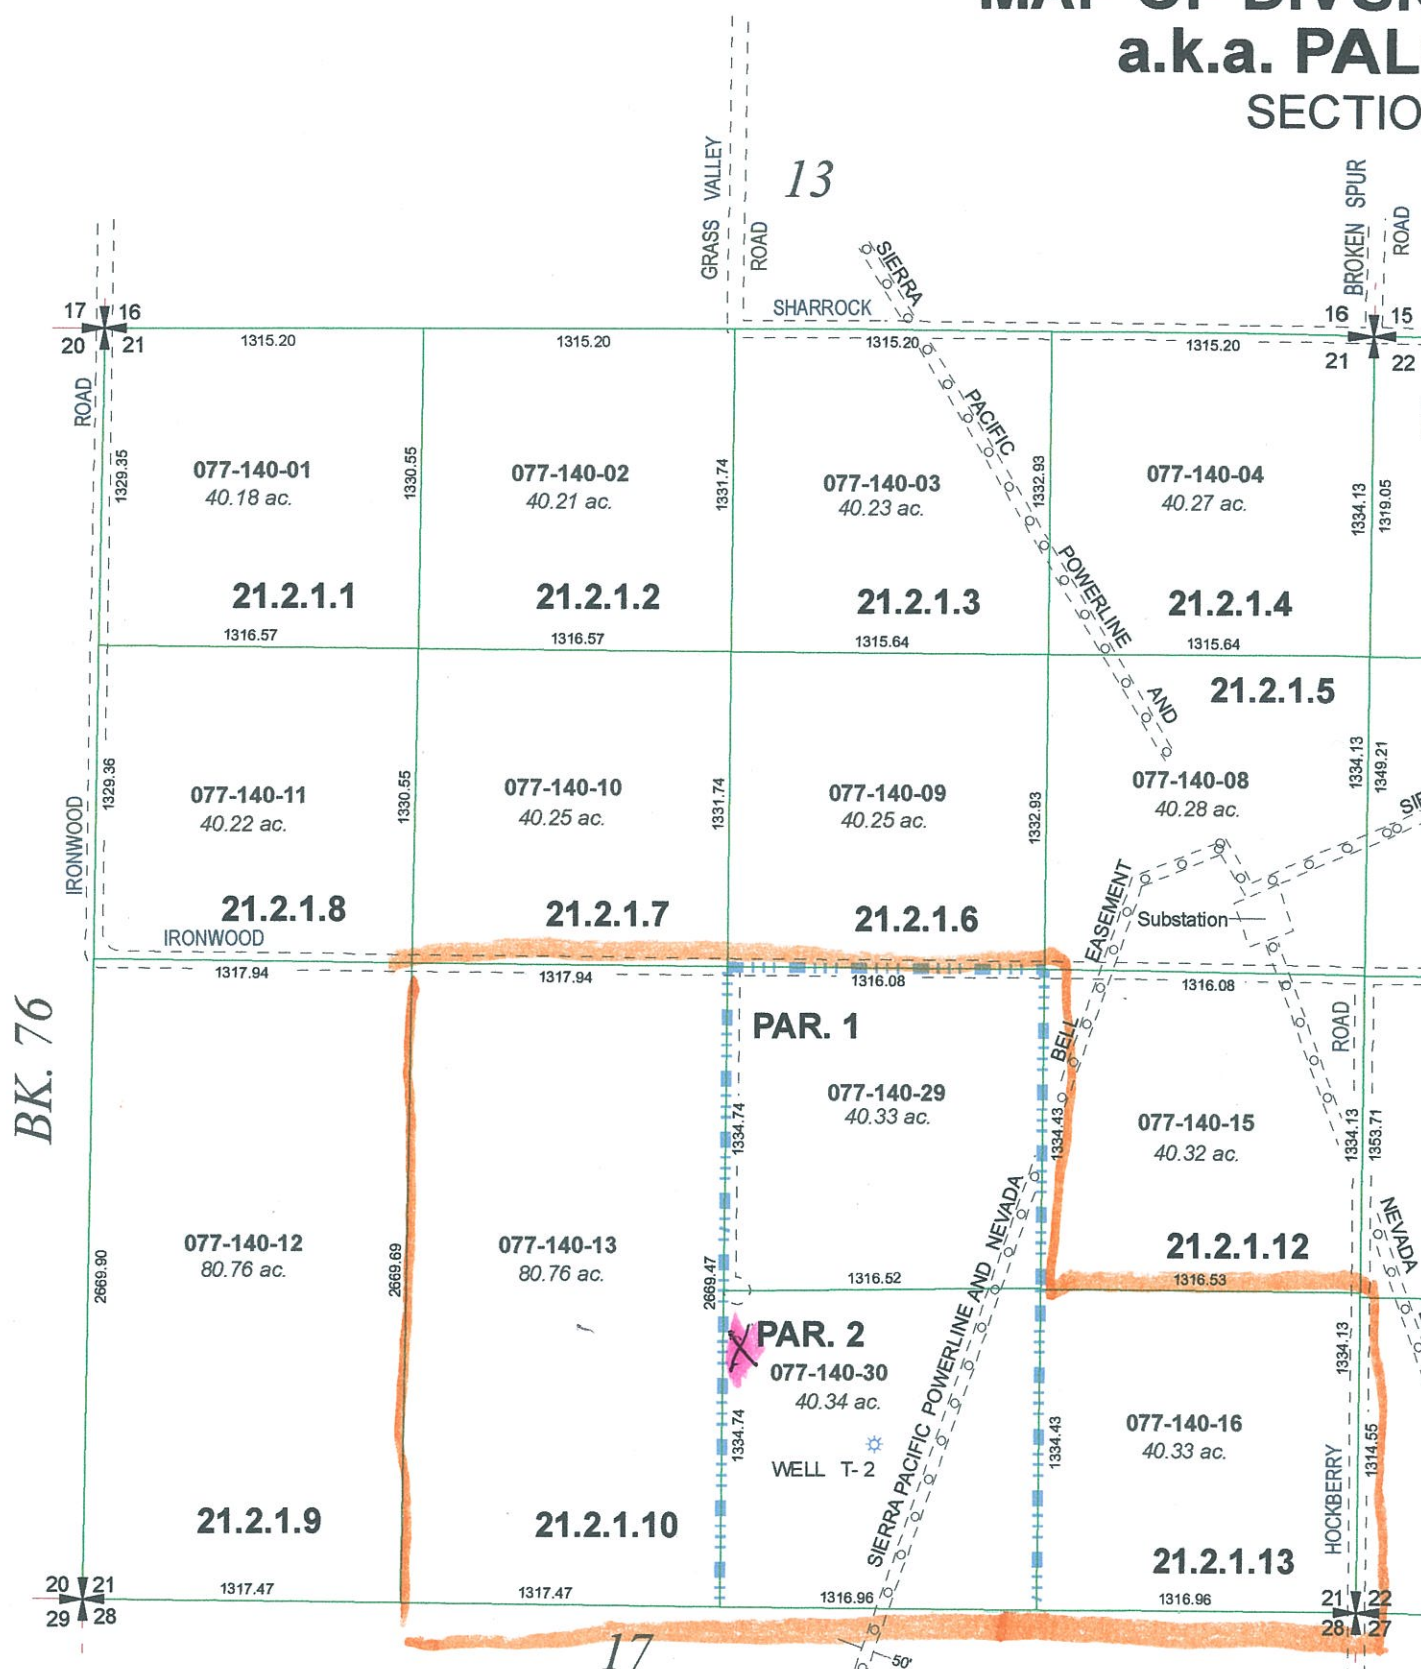 a.k.a. PAL
SECTIO
13
GRASS VALLEY
ROAD
BROKEN SPUR
ROAD
SIERRA
SHARROCK
17 16
20 21
16 15
21 22
1315.20
1315.20
1315.20
1315.20
ROAD
PACIFIC
1329.35
1330.55
1331.74
1332.93
1334.13
1319.05
077-140-01
40.18 ac.
077-140-02
40.21 ac.
077-140-03
40.23 ac.
077-140-04
40.27 ac.
POWERLINE
21.2.1.1
21.2.1.2
21.2.1.3
21.2.1.4
1316.57
1316.57
1315.64
1315.64
AND
21.2.1.5
1329.36
1330.55
1331.74
1332.93
1334.13
1349.21
077-140-11
40.22 ac.
077-140-10
40.25 ac.
077-140-09
40.25 ac.
077-140-08
40.28 ac.
IRONWOOD
EASEMENT
Substation
21.2.1.8
21.2.1.7
21.2.1.6
IRONWOOD
1317.94
1317.94
1316.08
1316.08
BK. 76
PAR. 1
BELL
ROAD
077-140-29
40.33 ac.
1334.74
1334.43
077-140-15
40.32 ac.
1334.13
1353.71
077-140-12
80.76 ac.
077-140-13
80.76 ac.
2669.90
2669.69
2669.47
NEVADA
21.2.1.12
1316.52
1316.53
X PAR. 2
077-140-30
40.34 ac.
1334.13
SIERRA PACIFIC POWERLINE AND NEVADA
WELL T-2
1334.74
1334.43
077-140-16
40.33 ac.
1314.55
HOCKBERRY
21.2.1.9
21.2.1.10
21.2.1.13
20 21
29 28
1317.47
1317.47
1316.96
1316.96
21 22
28 27
17
50'